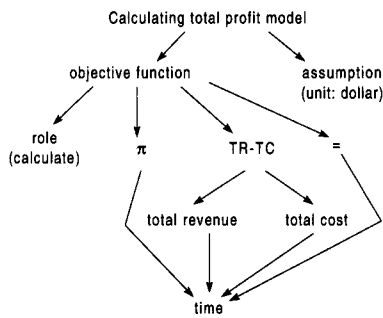 Calculating total profit model
objective function
assumption
(unit: dollar)
role
(calculate)
π
TR-TC
=
total revenue
total cost
time